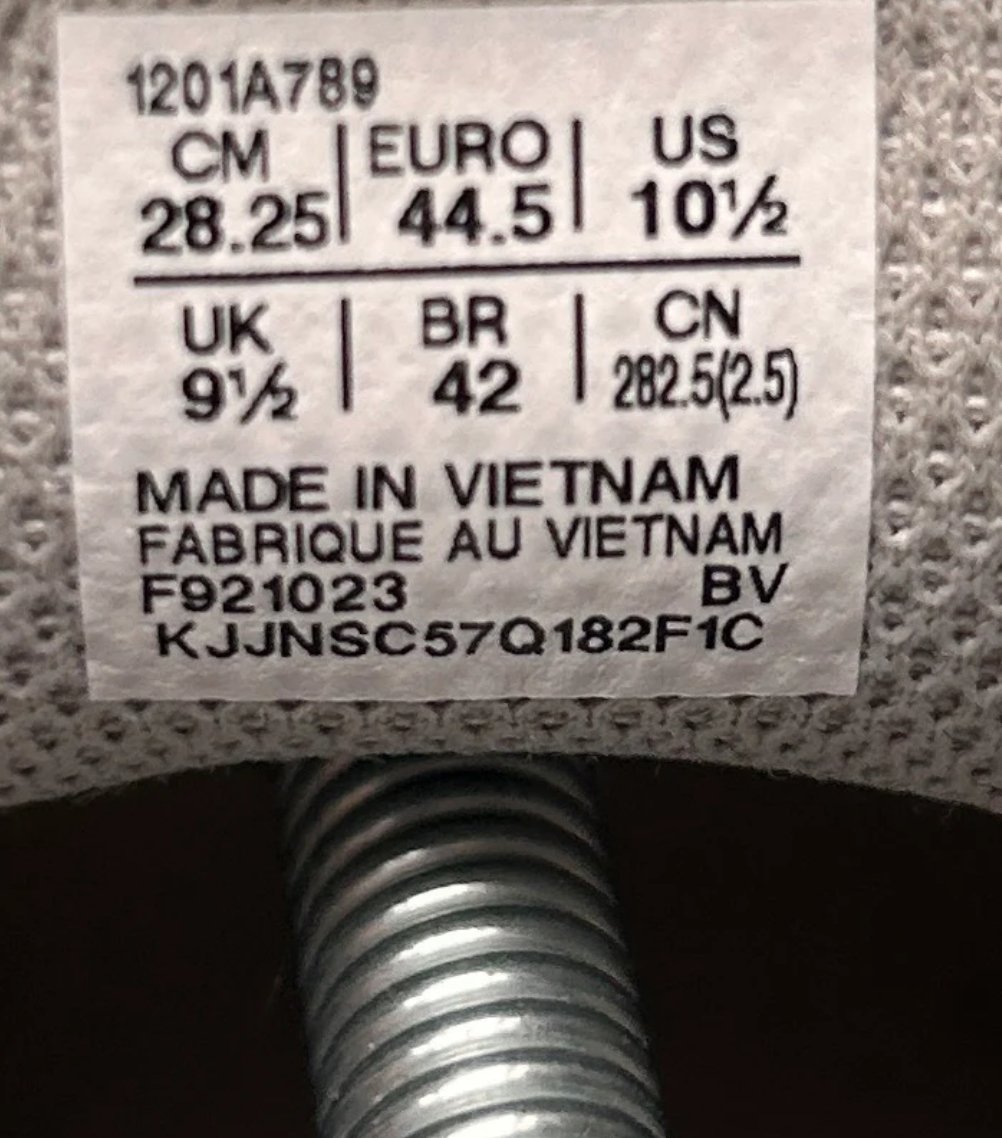 1201A789
CM | EURO | US
28.25 | 44.5 | 10½
UK | BR | CN
9½ | 42 | 282.5(2.5)
MADE IN VIETNAM
FABRIQUE AU VIETNAM
F921023 BV
KJJNSC57Q182F1C